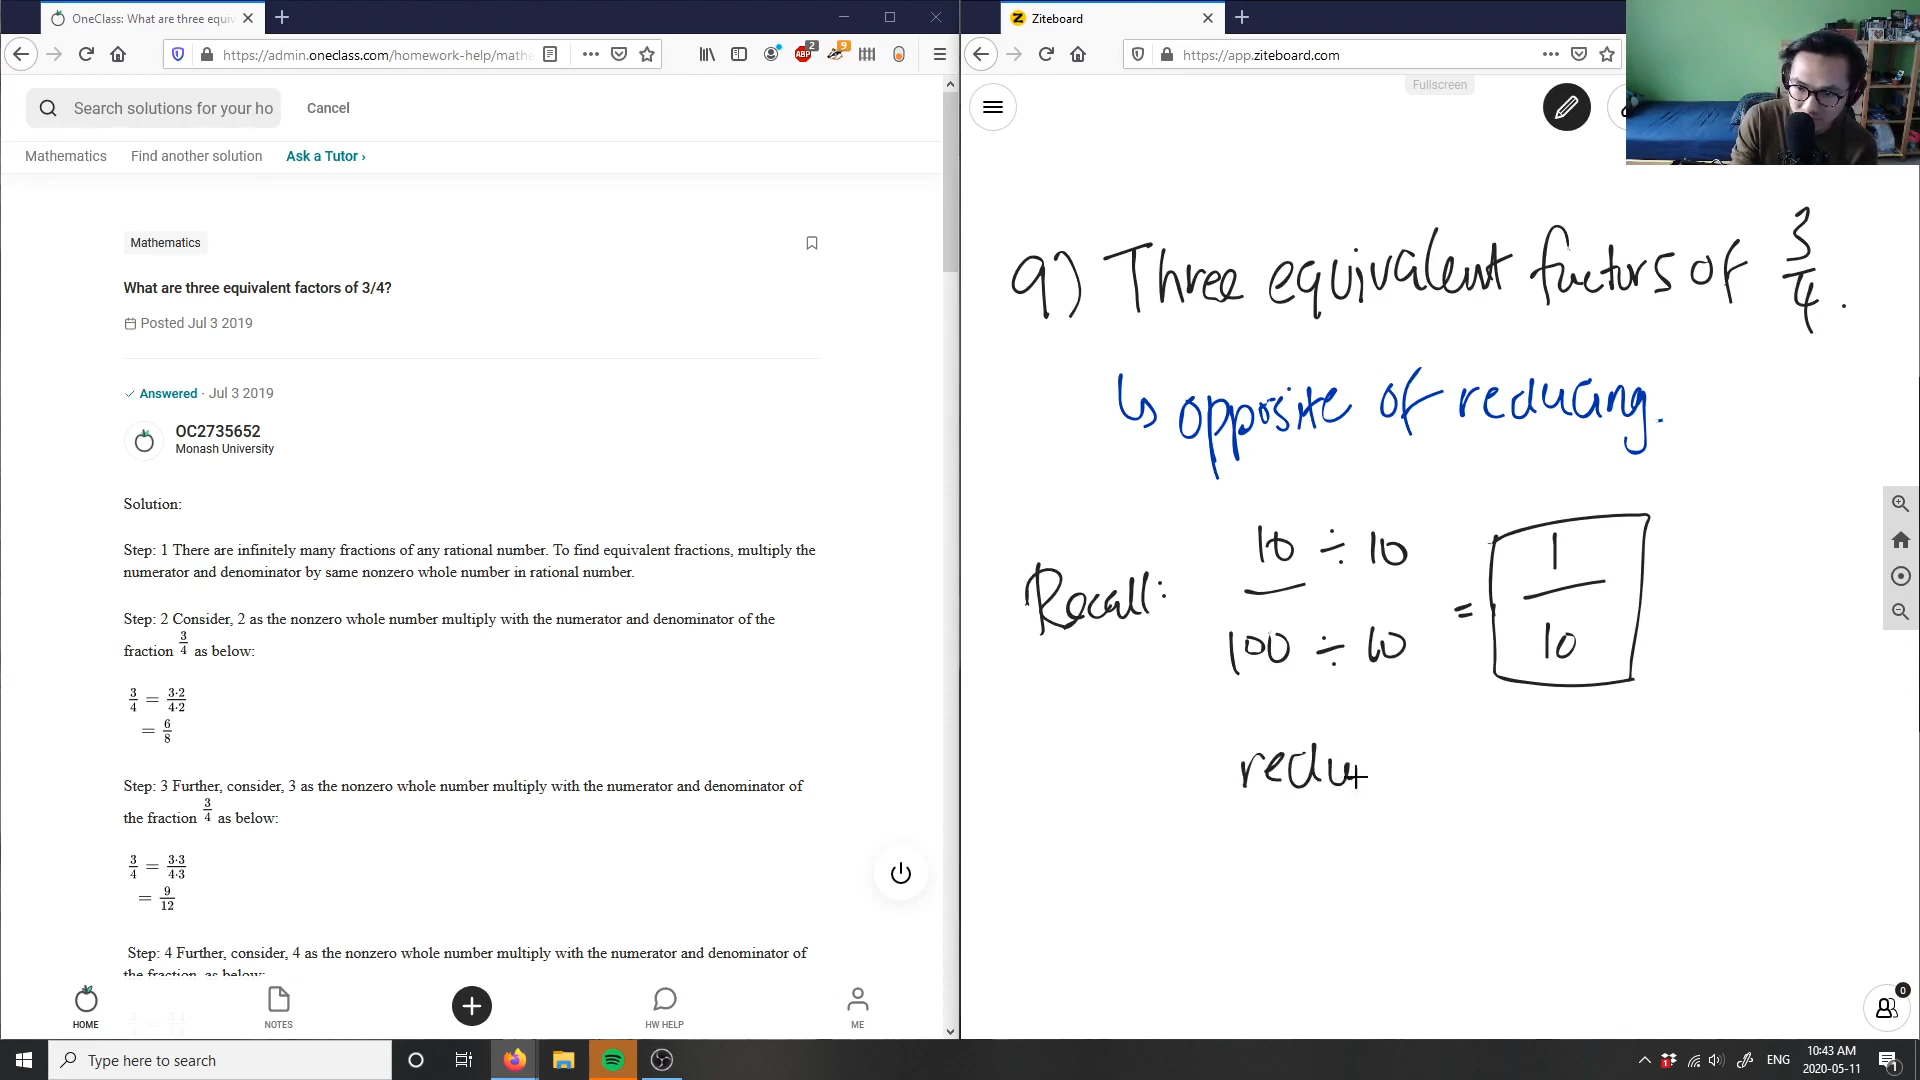 OneClass: What are three equiv
Ziteboard
https://admin.oneclass.com/homework-help/mathe
ABP
2
9
https://app.ziteboard.com
Fullscreen
Search solutions for your ho
Cancel
Mathematics Find another solution Ask a Tutor ›
Mathematics
What are three equivalent factors of 3/4?
Posted Jul 3 2019
Answered · Jul 3 2019
OC2735652
Monash University
Solution:
Step: 1 There are infinitely many fractions of any rational number. To find equivalent fractions, multiply the
numerator and denominator by same nonzero whole number in rational number.
Step: 2 Consider, 2 as the nonzero whole number multiply with the numerator and denominator of the
fraction 3/4 as below:
3/4 = 3·2/4·2
= 6/8
Step: 3 Further, consider, 3 as the nonzero whole number multiply with the numerator and denominator of
the fraction 3/4 as below:
3/4 = 3·3/4·3
= 9/12
Step: 4 Further, consider, 4 as the nonzero whole number multiply with the numerator and denominator of
the fraction as below:
HOME NOTES HW HELP ME
9) Three equivalent factors of 3/4.
↳ opposite of reducing.
Recall: 10 ÷ 10 / 100 ÷ 10 = 1/10
redu
0
Type here to search
ENG
10:43 AM
2020-05-11
1